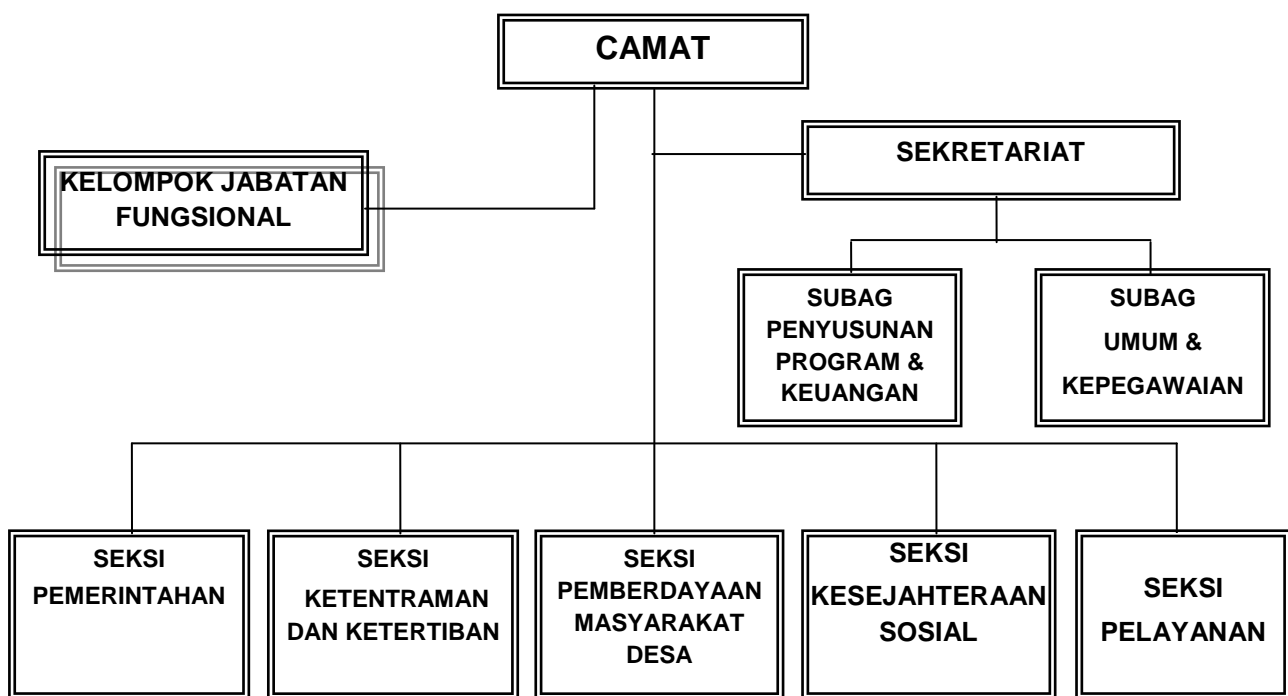 CAMAT
SEKRETARIAT
KELOMPOK JABATAN
FUNGSIONAL
SUBAG
PENYUSUNAN
PROGRAM &
KEUANGAN
SUBAG
UMUM &
KEPEGAWAIAN
SEKSI
PEMERINTAHAN
SEKSI
KETENTRAMAN
DAN KETERTIBAN
SEKSI
PEMBERDAYAAN
MASYARAKAT
DESA
SEKSI
KESEJAHTERAAN
SOSIAL
SEKSI
PELAYANAN